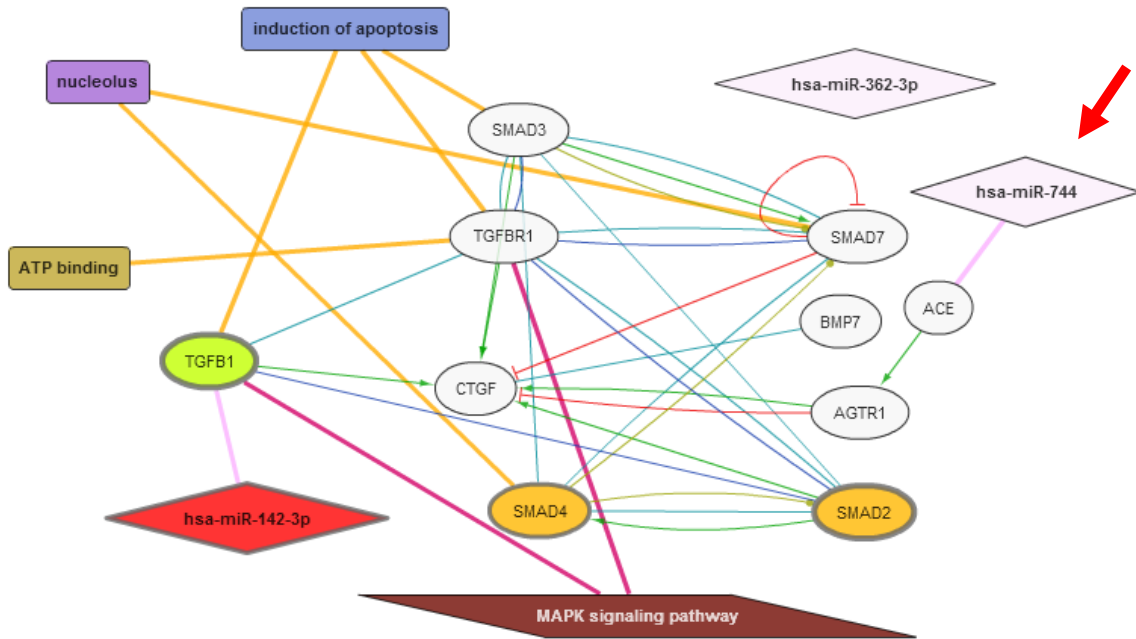 induction of apoptosis
nucleolus
hsa-miR-362-3p
SMAD3
hsa-miR-744
TGFBR1
SMAD7
ATP binding
ACE
BMP7
TGFB1
CTGF
AGTR1
SMAD4
SMAD2
hsa-miR-142-3p
MAPK signaling pathway